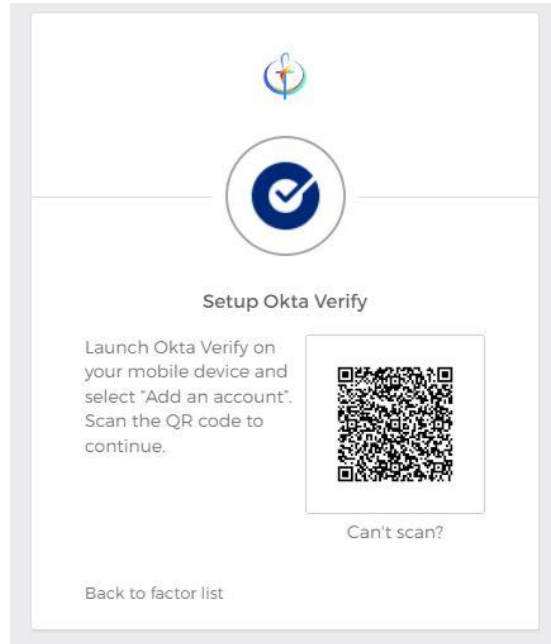 Setup Okta Verify
Launch Okta Verify on
your mobile device and
select "Add an account".
Scan the QR code to
continue.
Can't scan?
Back to factor list